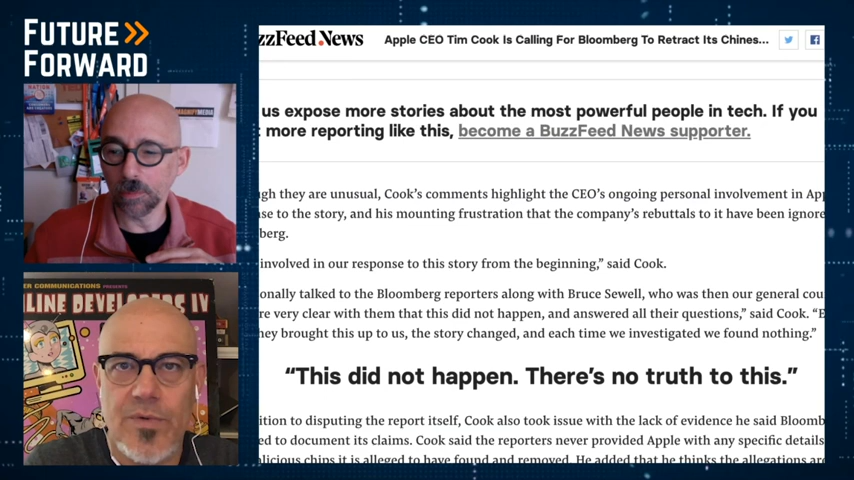 FUTURE
FORWARD
zzFeed.News
Apple CEO Tim Cook Is Calling For Bloomberg To Retract Its Chines...
us expose more stories about the most powerful people in tech. If you
more reporting like this, become a BuzzFeed News supporter.
gh they are unusual, Cook's comments highlight the CEO's ongoing personal involvement in App
se to the story, and his mounting frustration that the company's rebuttals to it have been ignore
berg.
involved in our response to this story from the beginning,” said Cook.
onally talked to the Bloomberg reporters along with Bruce Sewell, who was then our general cou
re very clear with them that this did not happen, and answered all their questions,” said Cook. “E
hey brought this up to us, the story changed, and each time we investigated we found nothing.”
“This did not happen. There's no truth to this.”
ition to disputing the report itself, Cook also took issue with the lack of evidence he said Bloomb
ed to document its claims. Cook said the reporters never provided Apple with any specific details
licious chips it is alleged to have found and removed. He added that he thinks the allegations are
ER COMMUNICATIONS PRESENTS
LINE DEVELOPERS IV